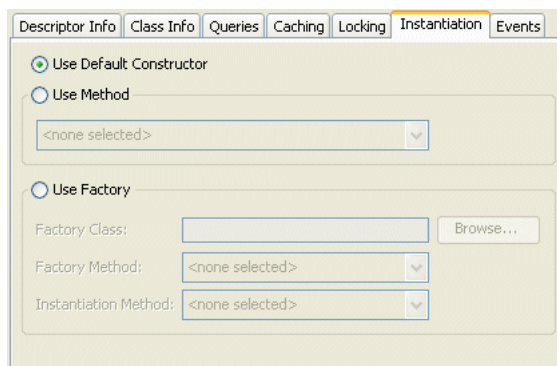 Descriptor Info Class Info Queries Caching Locking Instantiation Events
Use Default Constructor
Use Method
<none selected>
Use Factory
Factory Class: Browse...
Factory Method: <none selected>
Instantiation Method: <none selected>